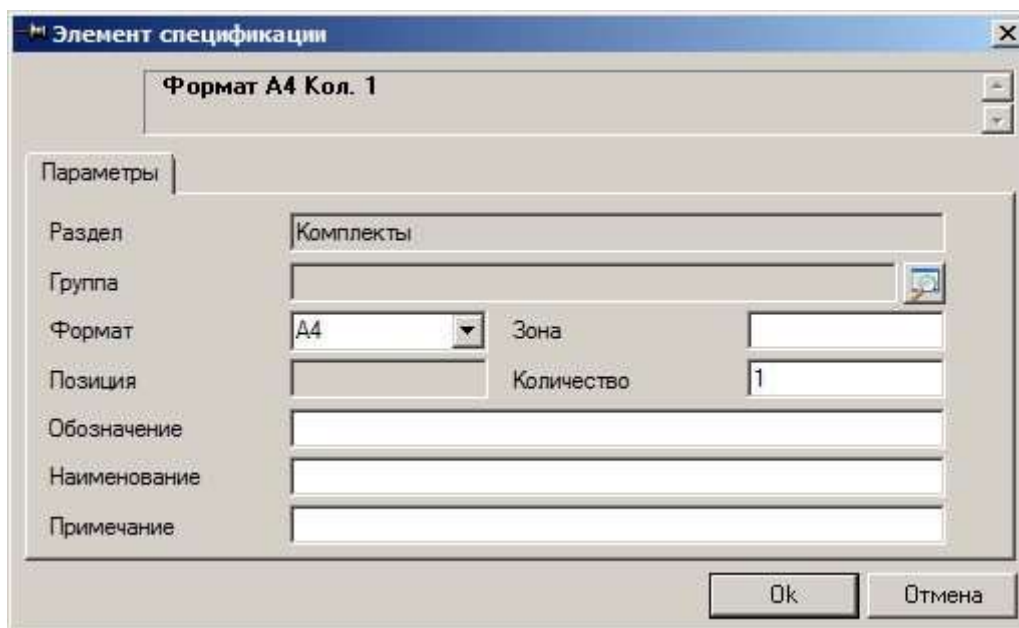 Элемент спецификации
Формат А4 Кол. 1
Параметры
Раздел Комплекты
Группа
Формат А4 Зона
Позиция Количество 1
Обозначение
Наименование
Примечание
Ok Отмена